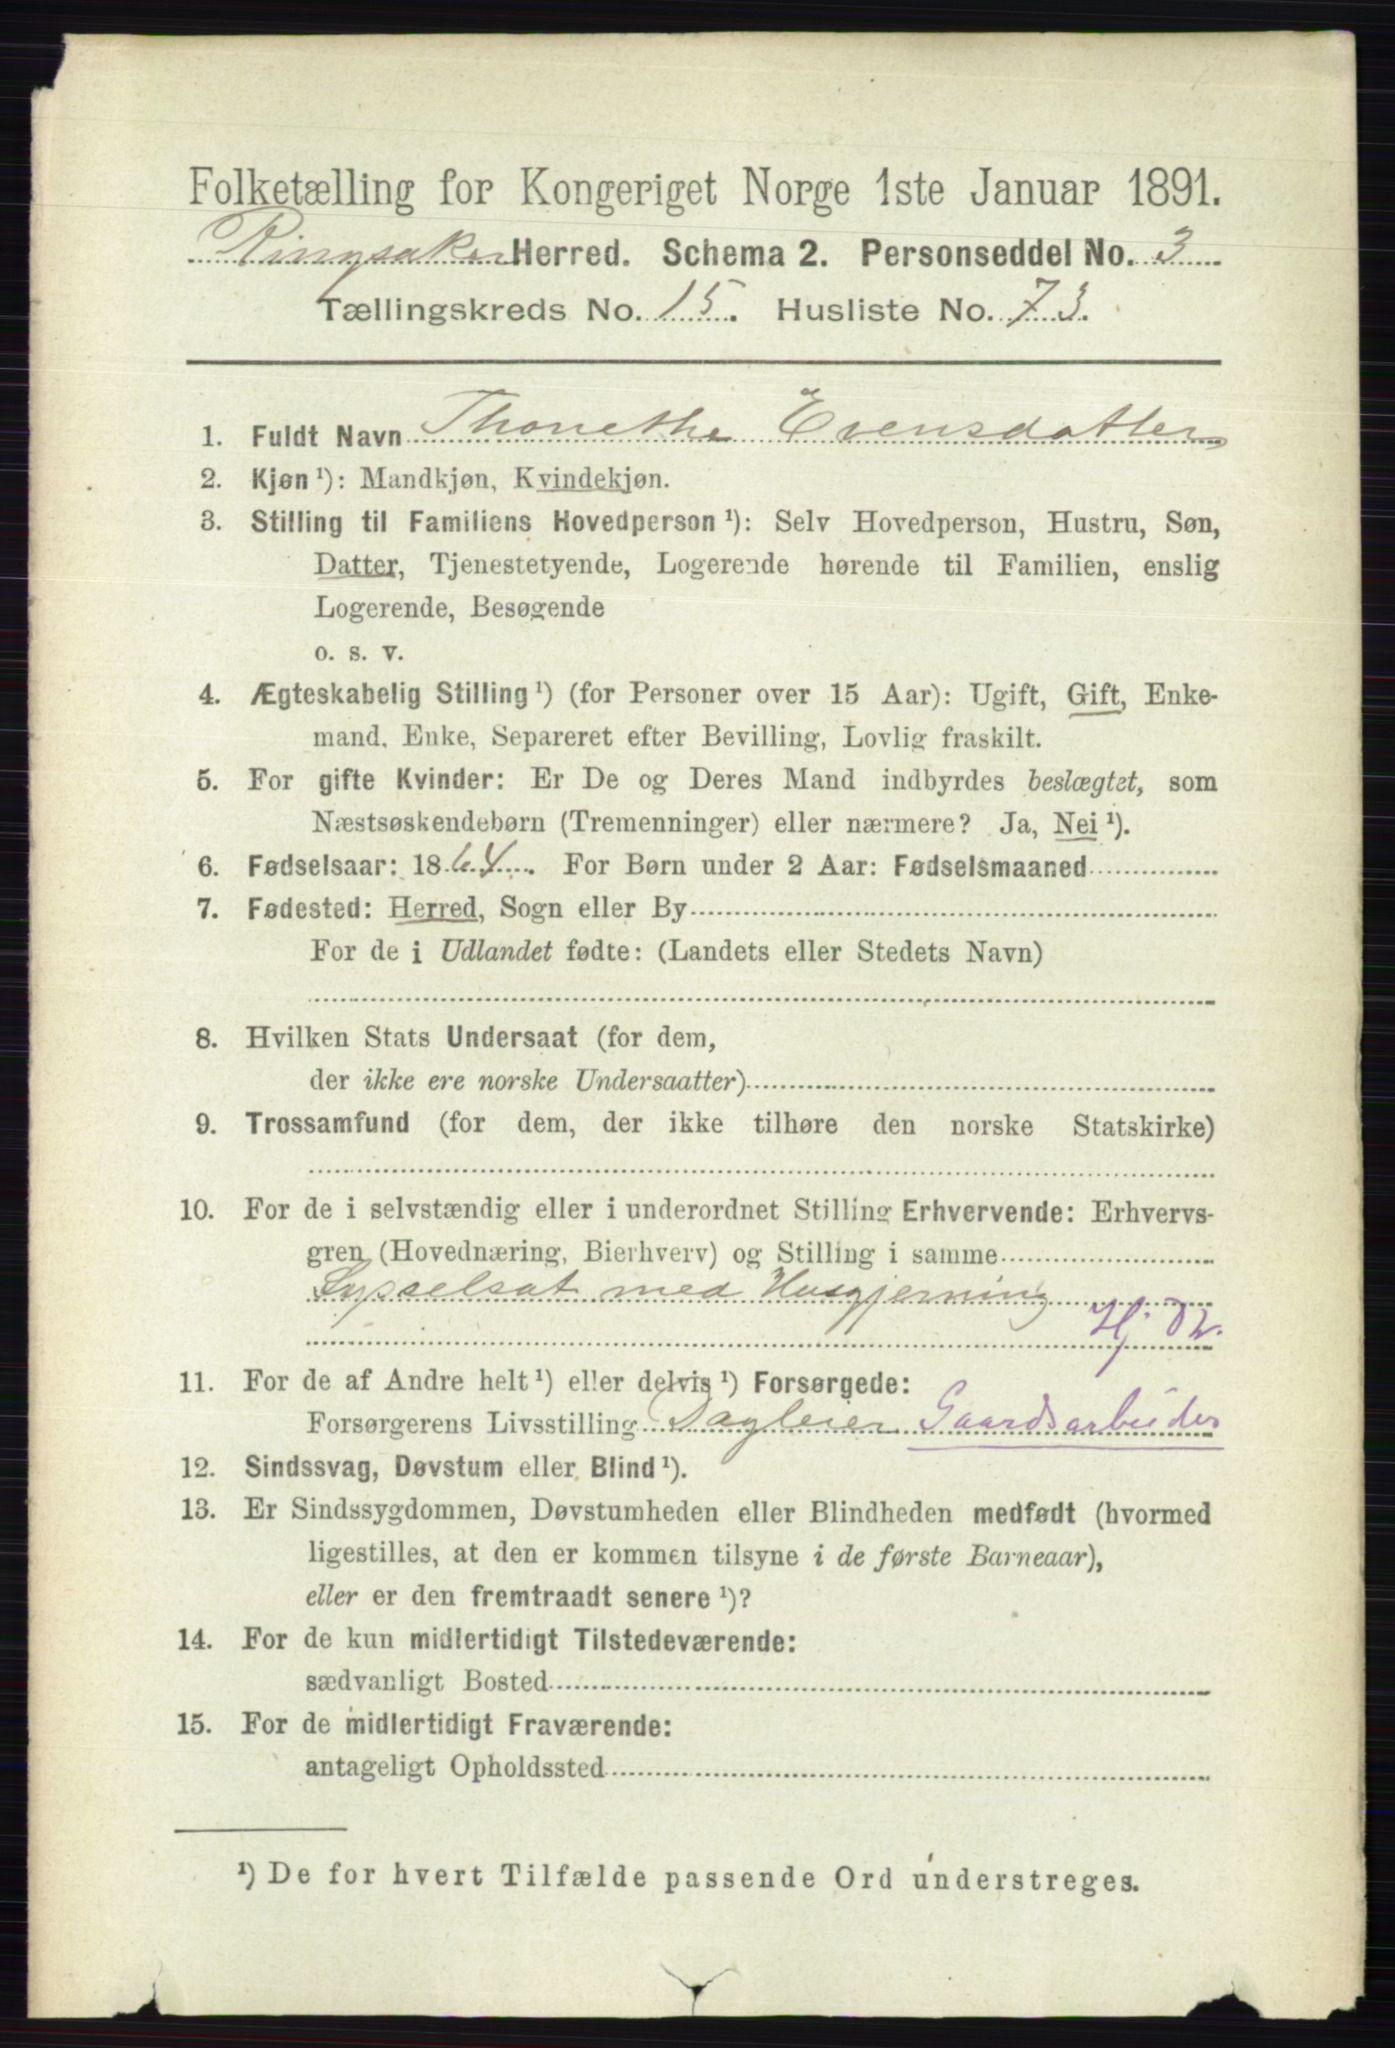 Folketælling for Kongeriget Norge 1ste Januar 1891.
Ringsaker Herred. Schema 2. Personseddel No. 3
Tællingskreds No. 15. Husliste No. 73.
1. Fuldt Navn Thonethe Evensdatter
2. Kjøn ¹): Mandkjøn, Kvindekjøn.
3. Stilling til Familiens Hovedperson ¹): Selv Hovedperson, Hustru, Søn,
Datter, Tjenestetyende, Logerende hørende til Familien, enslig
Logerende, Besøgende
o. s. v.
4. Ægteskabelig Stilling ¹) (for Personer over 15 Aar): Ugift, Gift, Enke-
mand, Enke, Separeret efter Bevilling, Lovlig fraskilt.
5. For gifte Kvinder: Er De og Deres Mand indbyrdes beslægtet, som
Næstsøskendebørn (Tremenninger) eller nærmere? Ja, Nei ¹).
6. Fødselsaar: 1864. For Børn under 2 Aar: Fødselsmaaned
7. Fødested: Herred, Sogn eller By
For de i Udlandet fødte: (Landets eller Stedets Navn)
8. Hvilken Stats Undersaat (for dem,
der ikke ere norske Undersaatter)
9. Trossamfund (for dem, der ikke tilhøre den norske Statskirke)
10. For de i selvstændig eller i underordnet Stilling Erhvervende: Erhvervs-
gren (Hovednæring, Bierhverv) og Stilling i samme
Sysselsat med Husgjerning
Hj
11. For de af Andre helt ¹) eller delvis ¹) Forsørgede:
Forsørgerens Livsstilling Dagleier Gaardsarbeider
12. Sindssvag, Døvstum eller Blind ¹).
13. Er Sindssygdommen, Døvstumheden eller Blindheden medfødt (hvormed
ligestilles, at den er kommen tilsyne i de første Barneaar),
eller er den fremtraadt senere ¹)?
14. For de kun midlertidigt Tilstedeværende:
sædvanligt Bosted
15. For de midlertidigt Fraværende:
antageligt Opholdssted
¹) De for hvert Tilfælde passende Ord understreges.